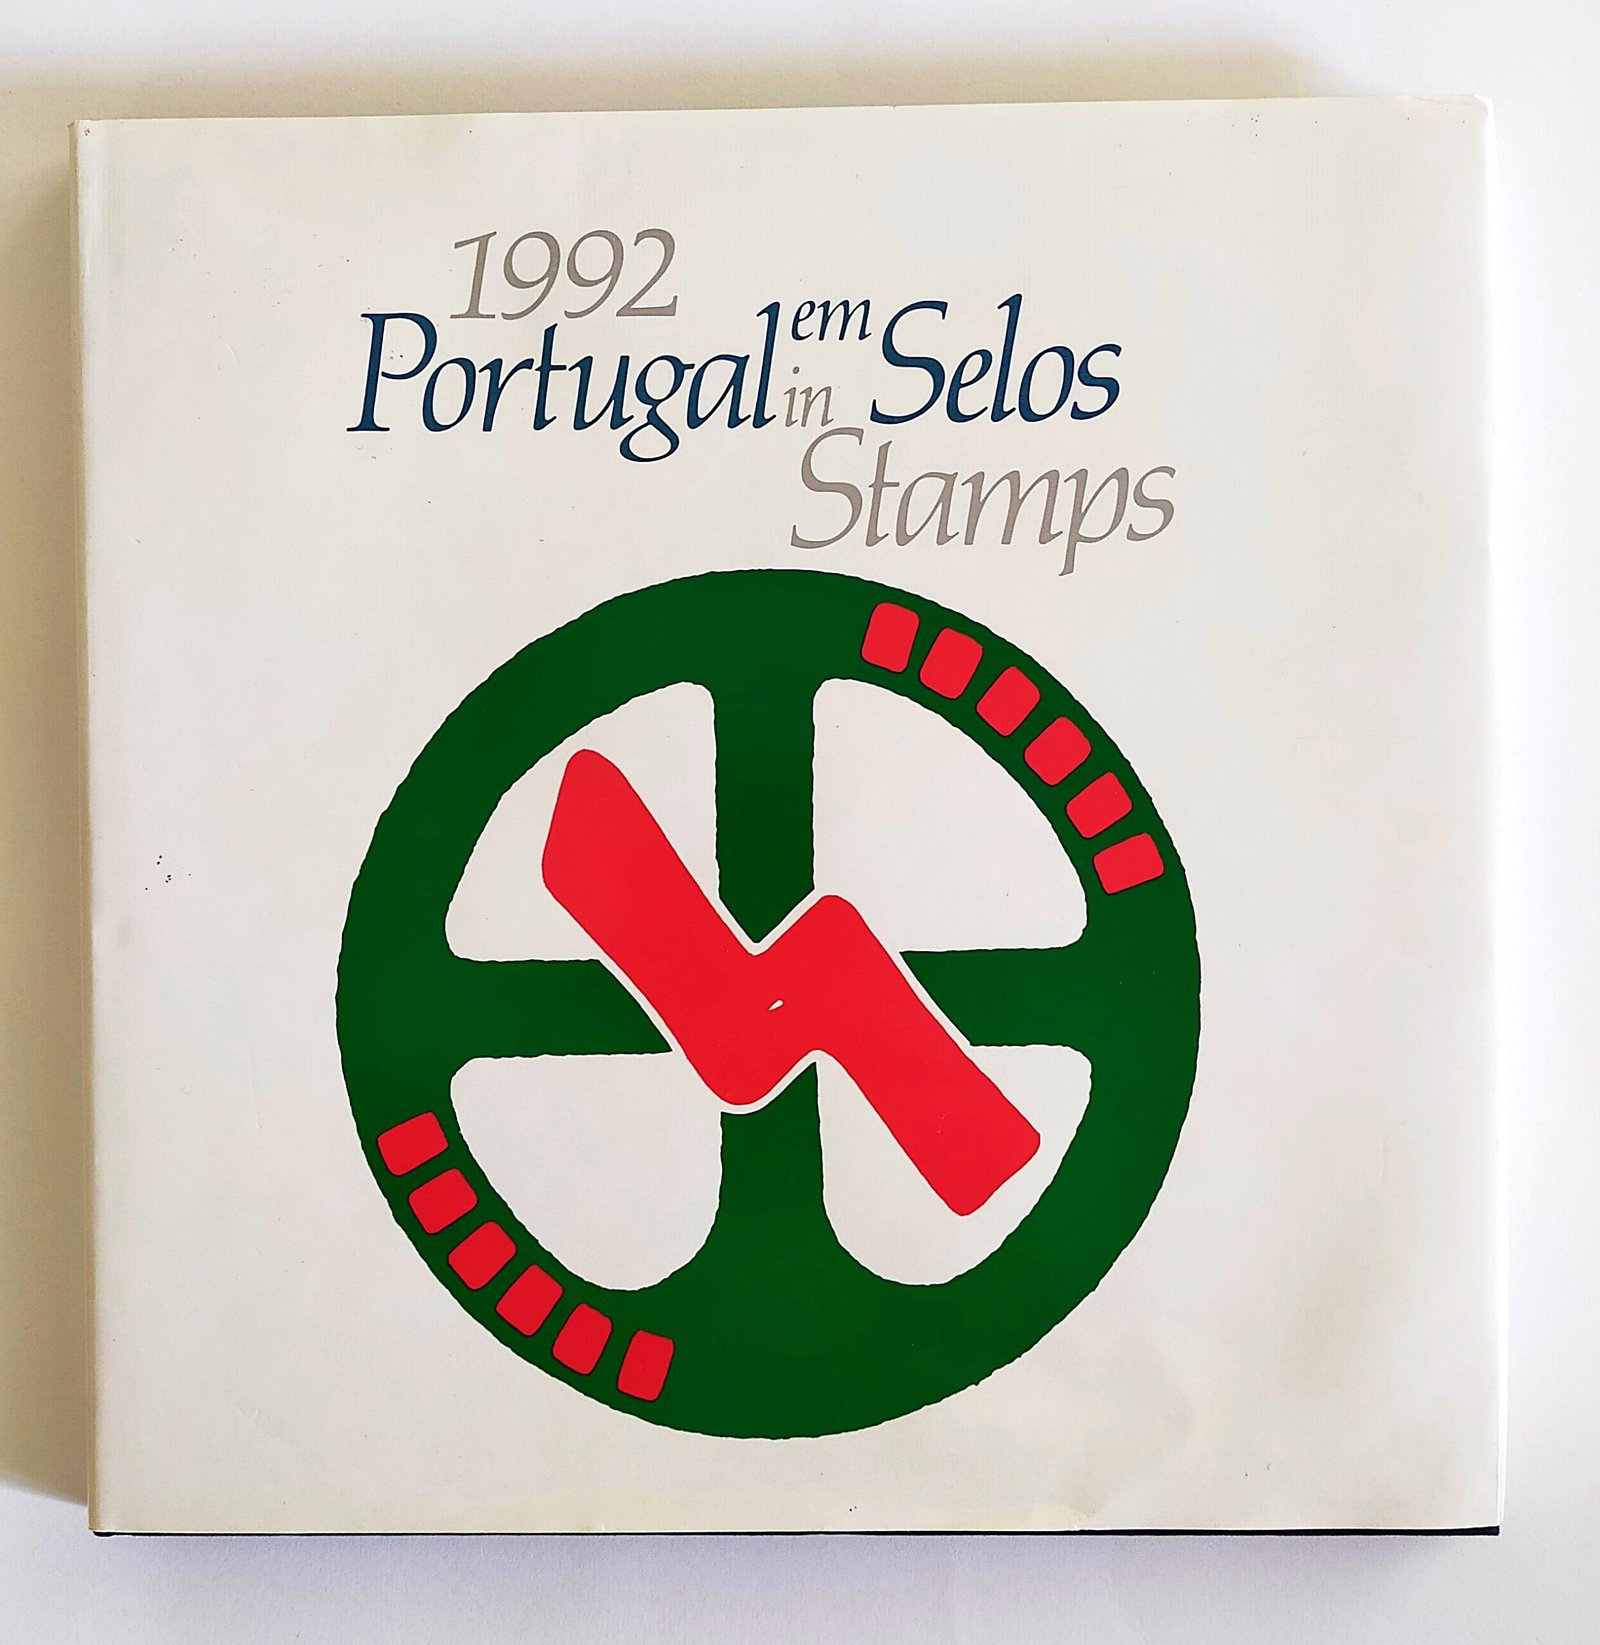 1992
Portugal em Selos
in
Stamps